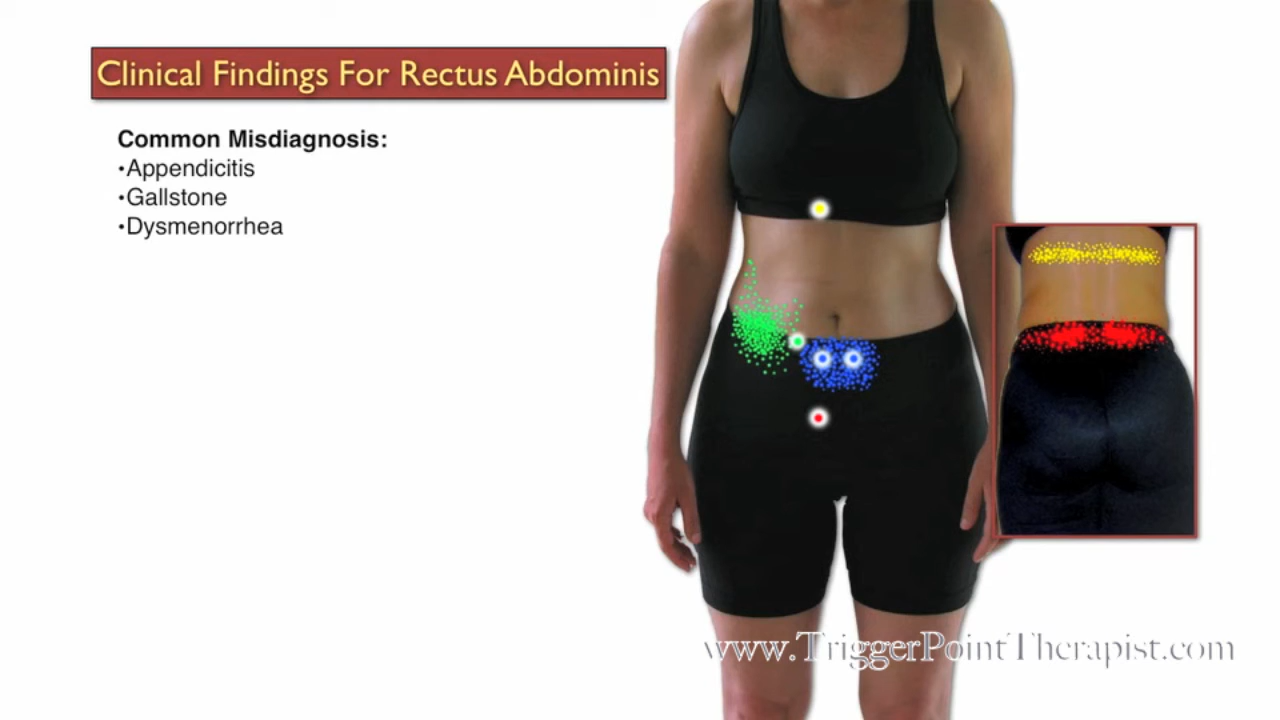 Clinical Findings For Rectus Abdominis
Common Misdiagnosis:
•Appendicitis
•Gallstone
•Dysmenorrhea
www.TriggerPointTherapist.com